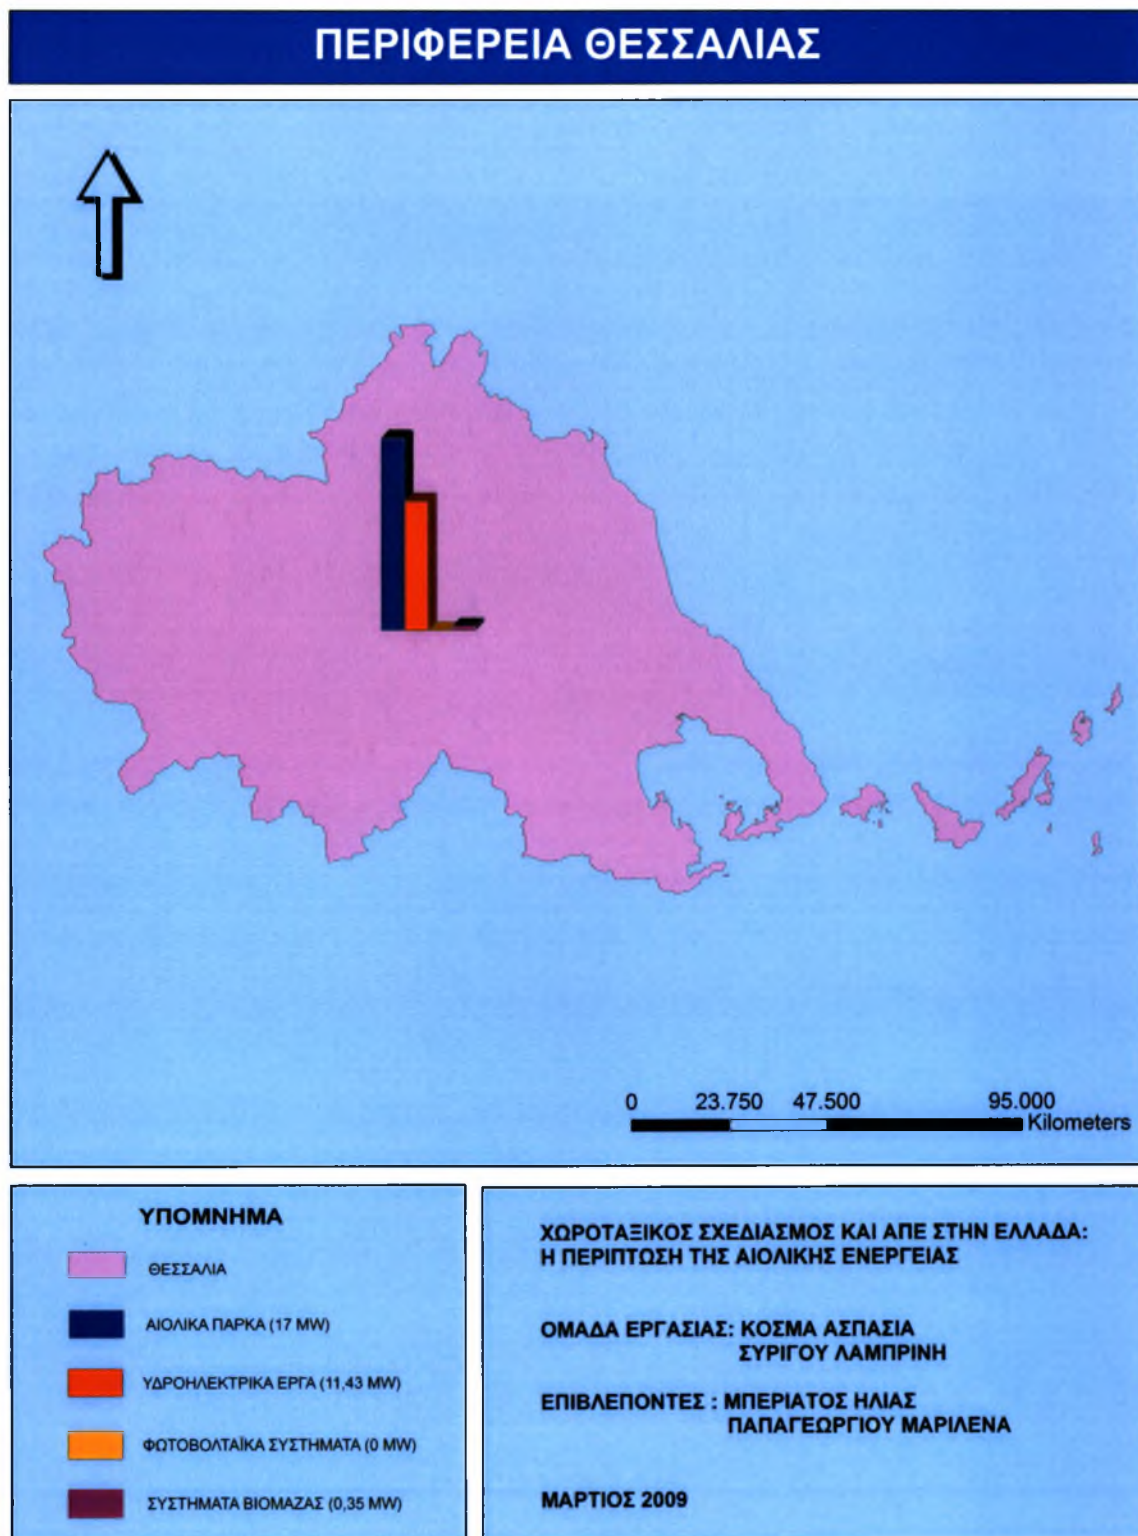 ΠΕΡΙΦΕΡΕΙΑ ΘΕΣΣΑΛΙΑΣ
0 23.750 47.500 95.000
Kilometers
ΥΠΟΜΝΗΜΑ
ΘΕΣΣΑΛΙΑ
ΑΙΟΛΙΚΑ ΠΑΡΚΑ (17 MW)
ΥΔΡΟΗΛΕΚΤΡΙΚΑ ΕΡΓΑ (11,43 MW)
ΦΩΤΟΒΟΛΤΑΪΚΑ ΣΥΣΤΗΜΑΤΑ (0 MW)
ΣΥΣΤΗΜΑΤΑ ΒΙΟΜΑΖΑΣ (0,35 MW)
ΧΩΡΟΤΑΞΙΚΟΣ ΣΧΕΔΙΑΣΜΟΣ ΚΑΙ ΑΠΕ ΣΤΗΝ ΕΛΛΑΔΑ:
Η ΠΕΡΙΠΤΩΣΗ ΤΗΣ ΑΙΟΛΙΚΗΣ ΕΝΕΡΓΕΙΑΣ
ΟΜΑΔΑ ΕΡΓΑΣΙΑΣ: ΚΟΣΜΑ ΑΣΠΑΣΙΑ
ΣΥΡΙΓΟΥ ΛΑΜΠΡΙΝΗ
ΕΠΙΒΛΕΠΟΝΤΕΣ : ΜΠΕΡΙΑΤΟΣ ΗΛΙΑΣ
ΠΑΠΑΓΕΩΡΓΙΟΥ ΜΑΡΙΛΕΝΑ
ΜΑΡΤΙΟΣ 2009